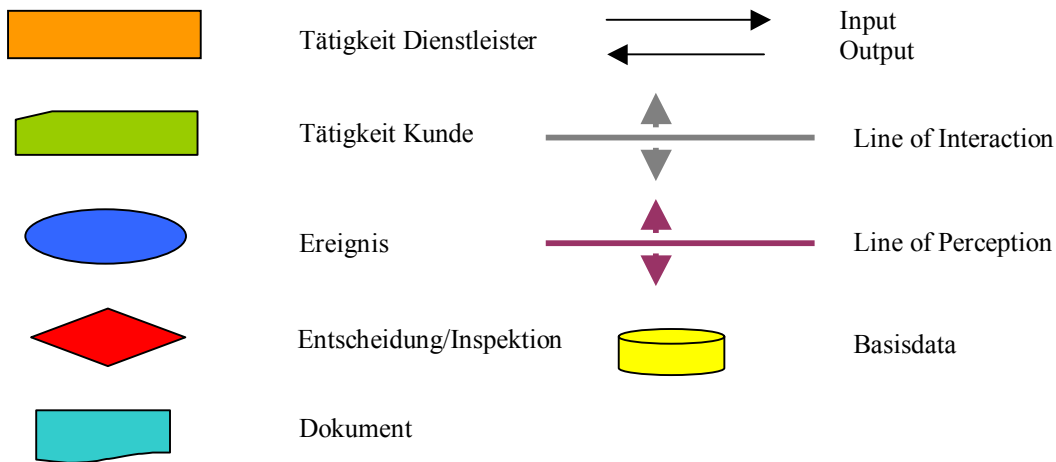 Tätigkeit Dienstleister
Input
Output
Tätigkeit Kunde
Line of Interaction
Ereignis
Line of Perception
Entscheidung/Inspektion
Basisdata
Dokument